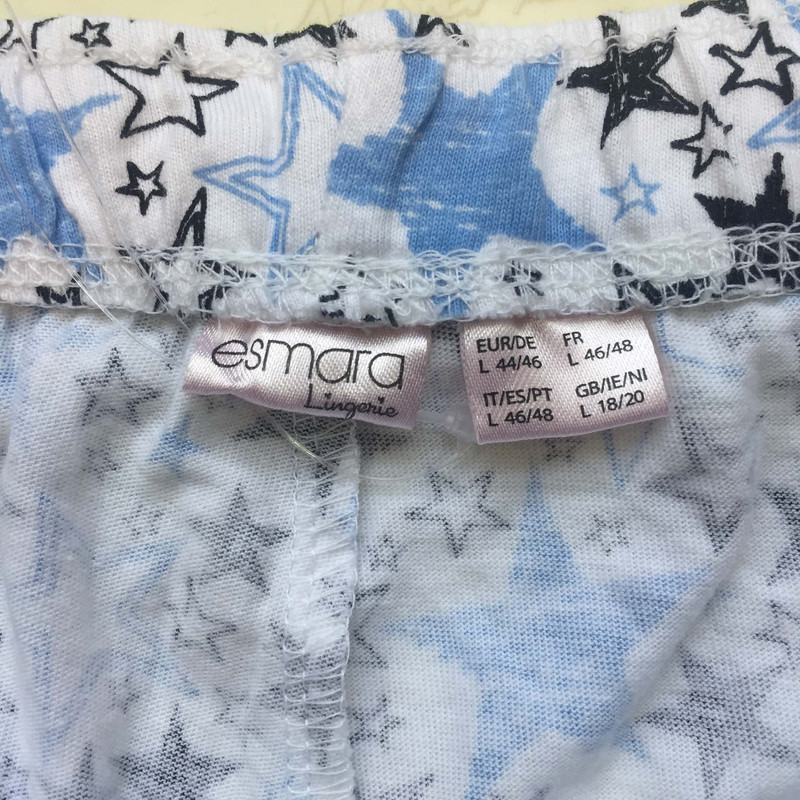 esmara
Lingerie
EUR/DE
L 44/46
FR
L 46/48
IT/ES/PT
L 46/48
GB/IE/NI
L 18/20